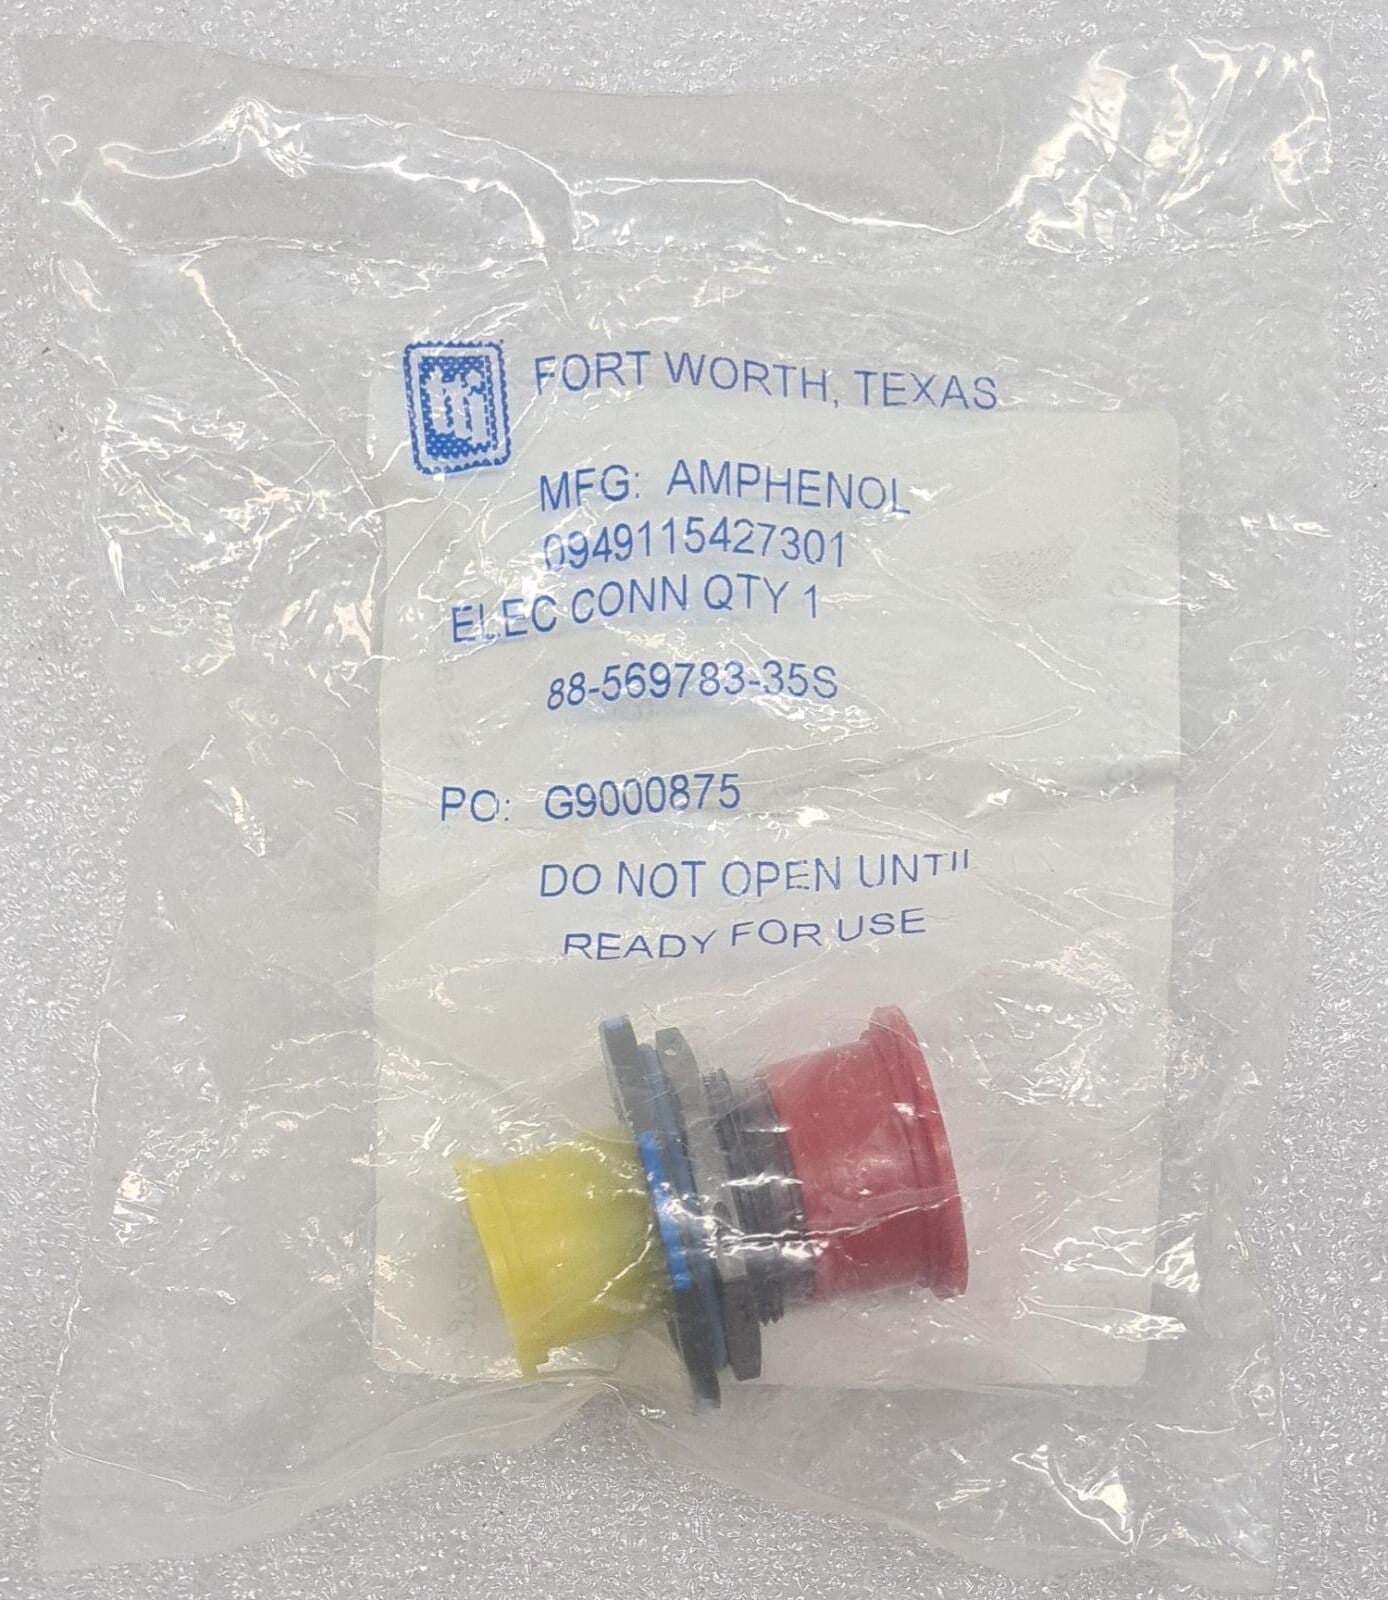 tti FORT WORTH, TEXAS
MFG: AMPHENOL
0949115427301
ELEC CONN QTY 1
88-569783-35S
PO: G9000875
DO NOT OPEN UNTIL
READY FOR USE